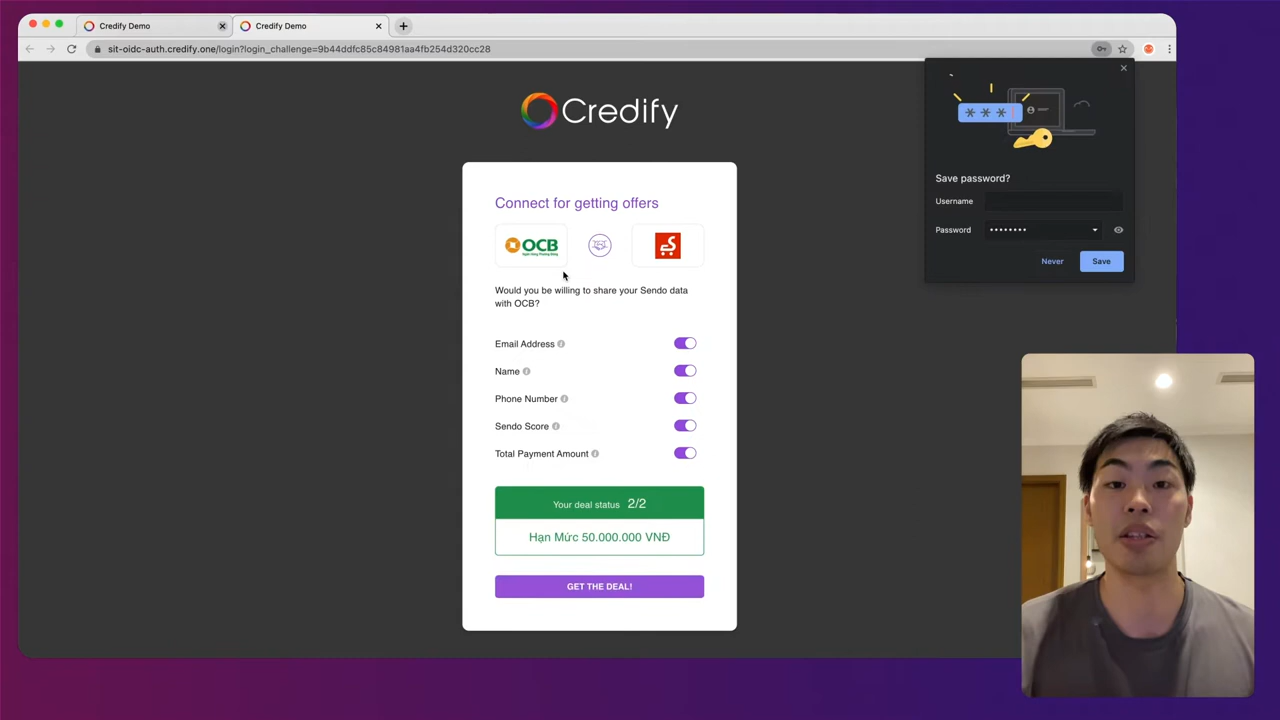 Credify Demo
Credify Demo
sit-oidc-auth.credify.one/login?login_challenge=9b44ddfc85c84981aa4fb254d320cc28
Credify
Connect for getting offers
OCB
Would you be willing to share your Sendo data
with OCB?
Email Address
Name
Phone Number
Sendo Score
Total Payment Amount
Your deal status 2/2
Hạn Mức 50.000.000 VNĐ
GET THE DEAL!
Save password?
Username
Password
Never
Save